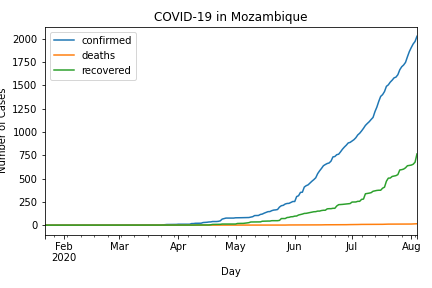 COVID-19 in Mozambique
confirmed
deaths
recovered
2000
1750
1500
1250
1000
750
500
250
0
Number of Cases
Feb
2020
Mar
Apr
May
Jun
Jul
Aug
Day